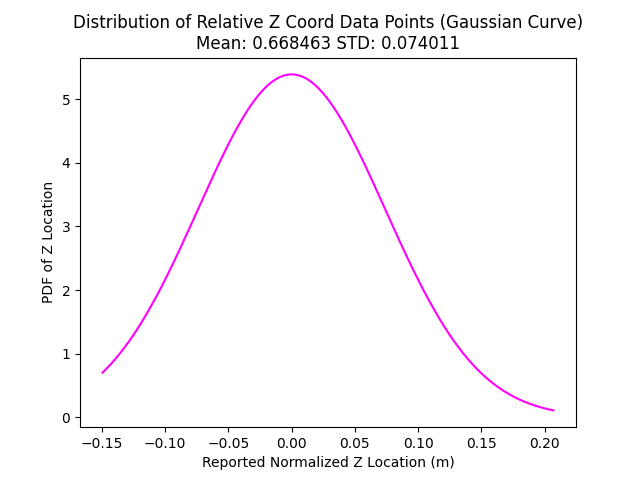 Distribution of Relative Z Coord Data Points (Gaussian Curve)
Mean: 0.668463 STD: 0.074011
PDF of Z Location
5
4
3
2
1
0
−0.15 −0.10 −0.05 0.00 0.05 0.10 0.15 0.20
Reported Normalized Z Location (m)